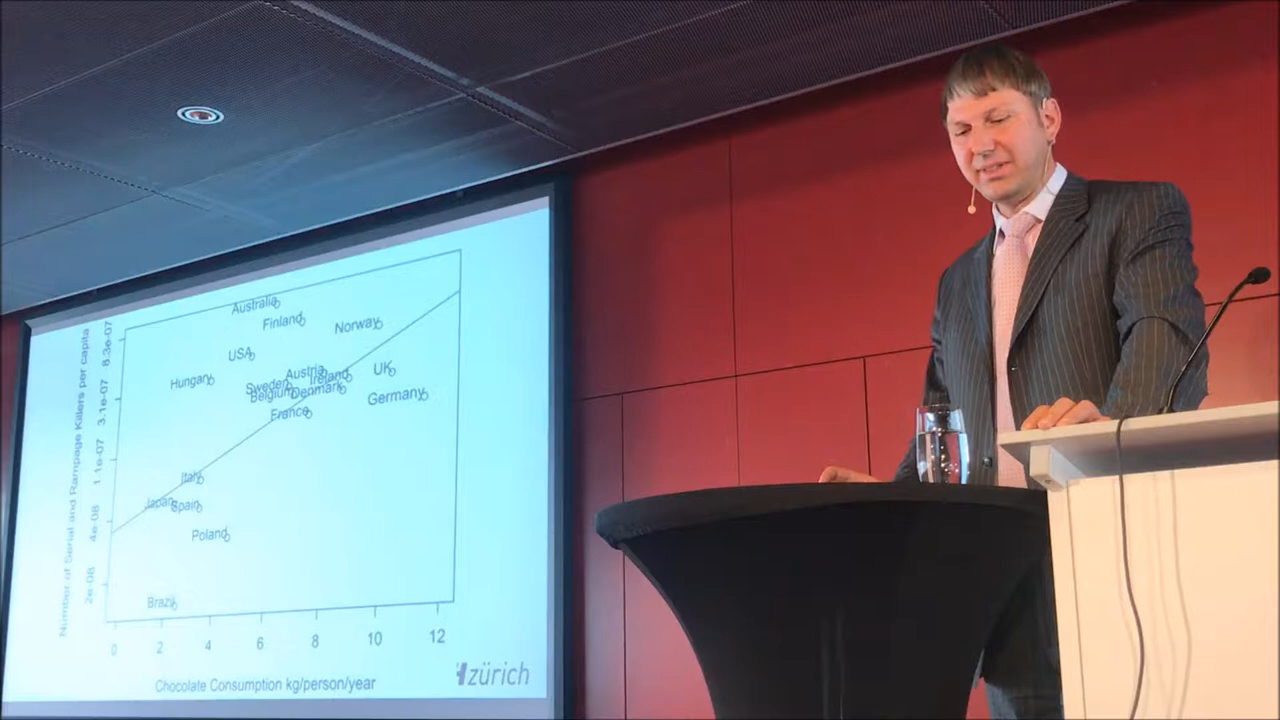 Number of Serial and Rampage Killers per capita
8.3e-07
3.1e-07
1.1e-07
4e-08
2e-08
Australia
Finland
Norway
USA
Hungary
Austria
Ireland
UK
Sweden
Belgium
Denmark
Germany
France
Italy
Japan
Spain
Poland
Brazil
0 2 4 6 8 10 12
Chocolate Consumption kg/person/year
zürich